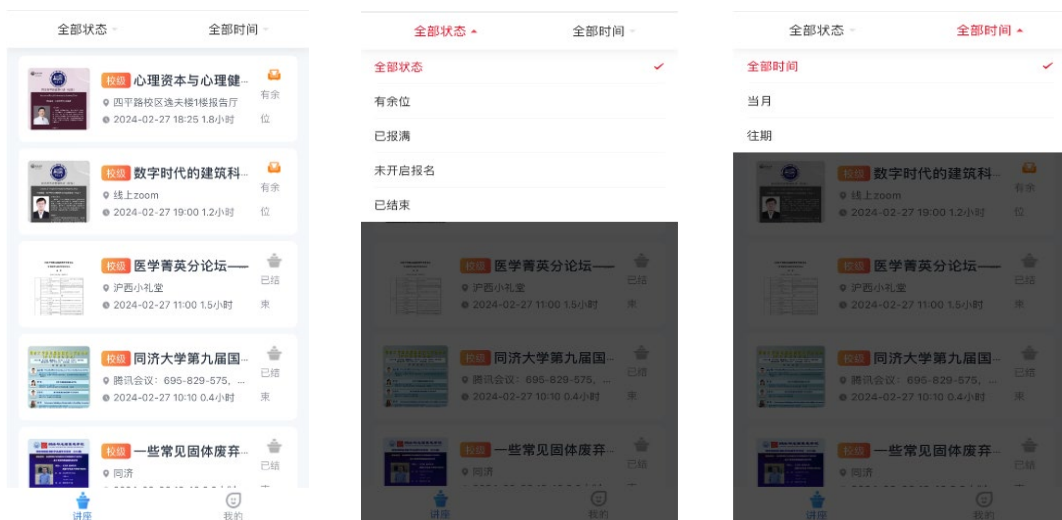 全部状态
全部时间
校级 心理资本与心理健…
四平路校区逸夫楼1楼报告厅
2024-02-27 18:25 1.8小时
有余
位
校级 数字时代的建筑科…
线上zoom
2024-02-27 19:00 1.2小时
有余
位
校级 医学菁英分论坛——
沪西小礼堂
2024-02-27 11:00 1.5小时
已结
束
校级 同济大学第九届国…
腾讯会议：695-829-575, ...
2024-02-27 10:10 0.4小时
已结
束
校级 一些常见固体废弃…
同济
已结
讲座
我的
全部状态
全部时间
全部状态
有余位
已报满
未开启报名
已结束
校级 医学菁英分论坛——
沪西小礼堂
2024-02-27 11:00 1.5小时
已结
束
校级 同济大学第九届国…
腾讯会议：695-829-575, ...
2024-02-27 10:10 0.4小时
已结
束
校级 一些常见固体废弃…
同济
已结
讲座
我的
全部状态
全部时间
全部时间
当月
往期
校级 数字时代的建筑科…
线上zoom
2024-02-27 19:00 1.2小时
有余
位
校级 医学菁英分论坛——
沪西小礼堂
2024-02-27 11:00 1.5小时
已结
束
校级 同济大学第九届国…
腾讯会议：695-829-575, ...
2024-02-27 10:10 0.4小时
已结
束
校级 一些常见固体废弃…
同济
已结
讲座
我的